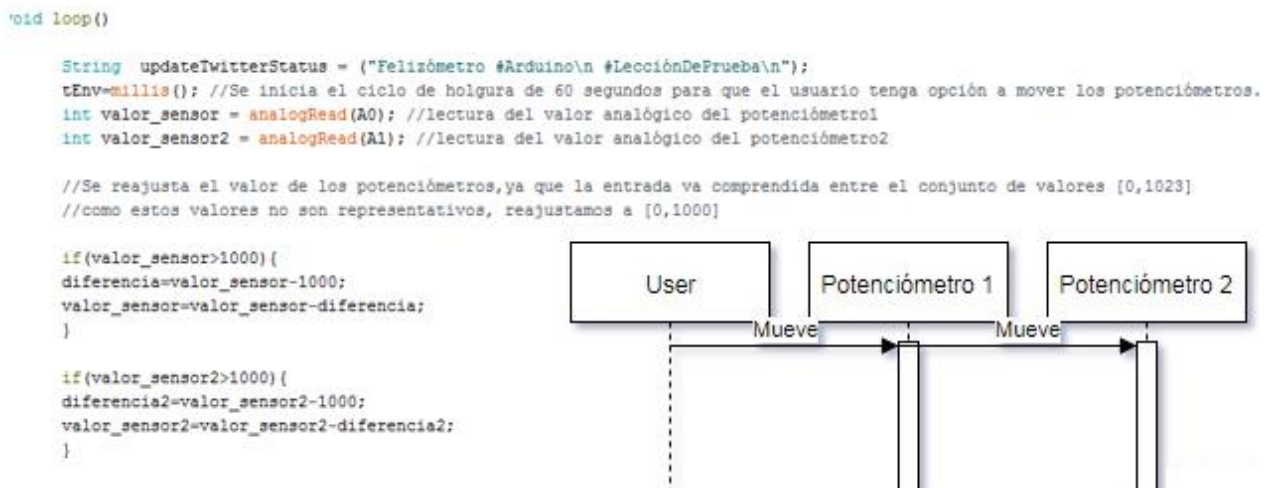 void loop()
String updateTwitterStatus = ("Felizómetro #Arduino\n #LecciónDePrueba\n");
tEnv=millis(); //Se inicia el ciclo de holgura de 60 segundos para que el usuario tenga opción a mover los potenciómetros.
int valor_sensor = analogRead(A0); //lectura del valor analógico del potenciómetro1
int valor_sensor2 = analogRead(A1); //lectura del valor analógico del potenciómetro2
//Se reajusta el valor de los potenciómetros,ya que la entrada va comprendida entre el conjunto de valores [0,1023]
//como estos valores no son representativos, reajustamos a [0,1000]
if(valor_sensor>1000){
diferencia=valor_sensor-1000;
valor_sensor=valor_sensor-diferencia;
}
if(valor_sensor2>1000){
diferencia2=valor_sensor2-1000;
valor_sensor2=valor_sensor2-diferencia2;
}
User
Potenciómetro 1
Potenciómetro 2
Mueve
Mueve